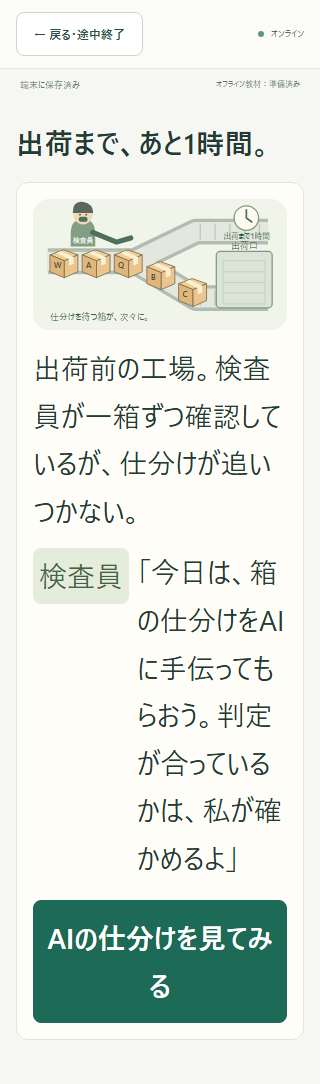 ← 戻る・途中終了
オンライン
端末に保存済み
オフライン教材：準備済み
出荷まで、あと1時間。
検査員
出荷まで1時間
出荷口
W
A
Q
B
C
仕分けを待つ箱が、次々に。
出荷前の工場。検査
員が一箱ずつ確認して
いるが、仕分けが追い
つかない。
検査員
「今日は、箱
の仕分けをAI
に手伝っても
らおう。判定
が合っている
かは、私が確
かめるよ」
AIの仕分けを見てみ
る